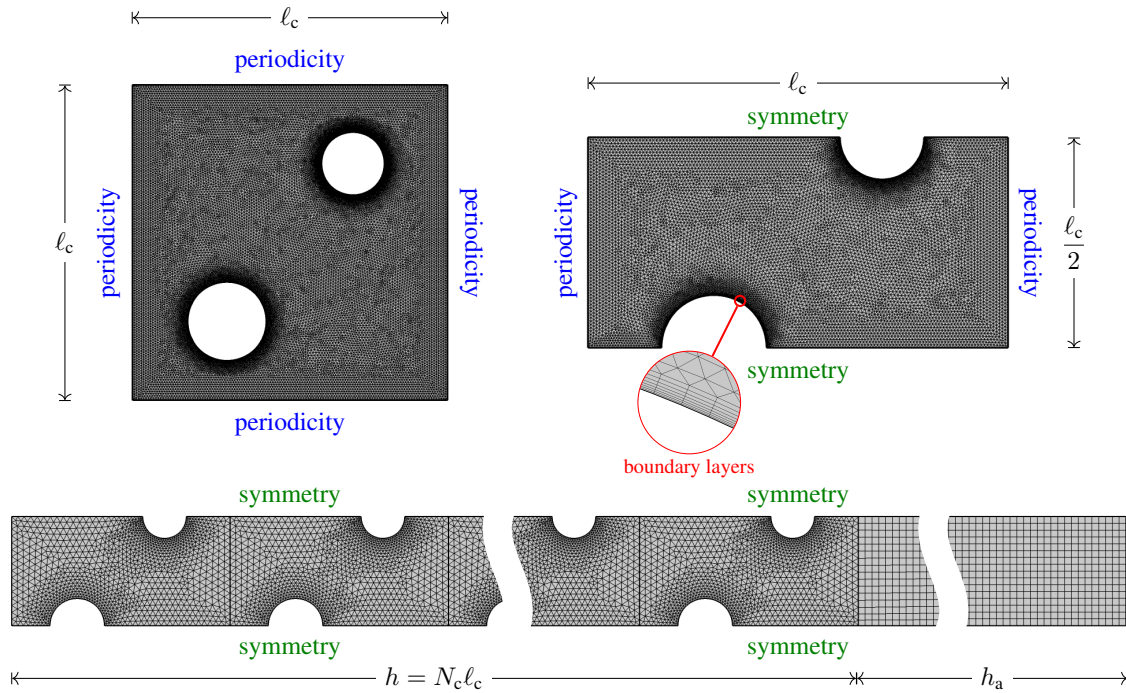 ℓc
periodicity
ℓc
periodicity
periodicity
periodicity
ℓc
symmetry
periodicity
periodicity
ℓc
2
symmetry
boundary layers
symmetry
symmetry
symmetry
symmetry
h = Ncℓc
ha